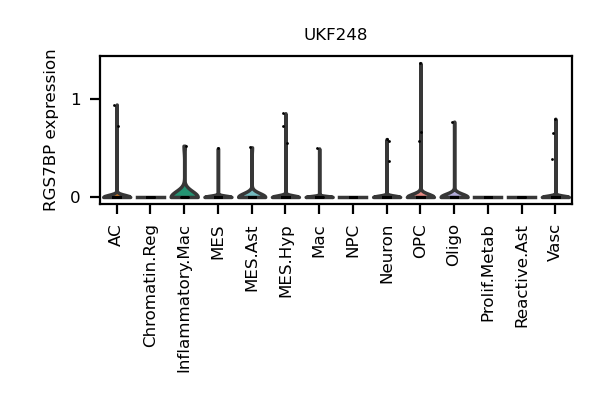 UKF248
RGS7BP expression
1
0
AC
Chromatin.Reg
Inflammatory.Mac
MES
MES.Ast
MES.Hyp
Mac
NPC
Neuron
OPC
Oligo
Prolif.Metab
Reactive.Ast
Vasc